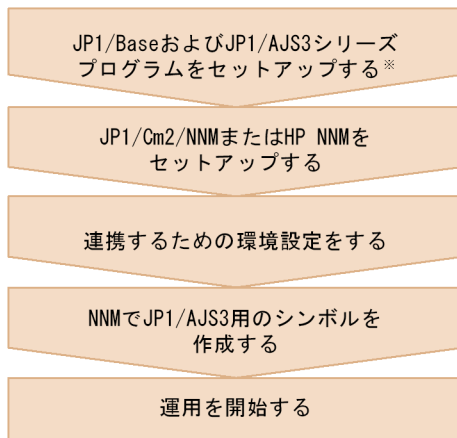 JP1/BaseおよびJP1/AJS3シリーズ
プログラムをセットアップする※
JP1/Cm2/NNMまたはHP NNMを
セットアップする
連携するための環境設定をする
NNMでJP1/AJS3用のシンボルを
作成する
運用を開始する